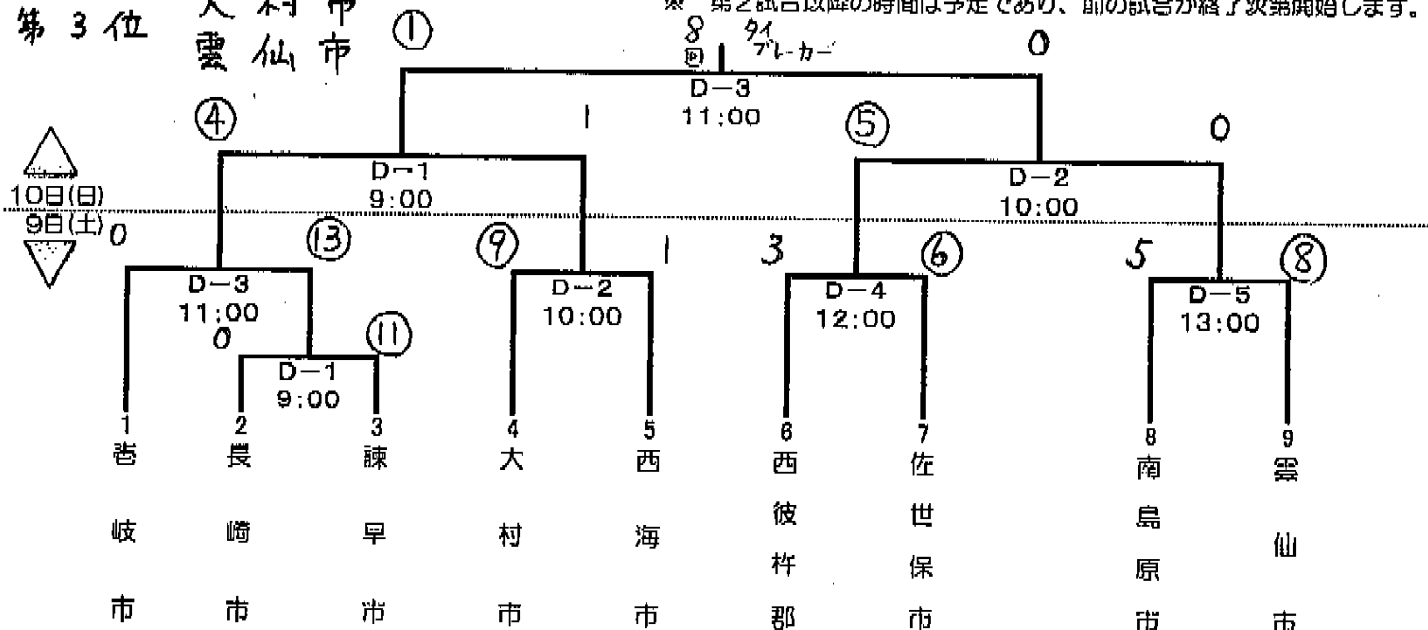 ※ 第2試合以降の時間は予定であり、前の試合が終了次第開始します。
第3位 大村市
雲仙市
① 8回 タイブレーカー 0
D-3
11:00
④ 1 ⑤ 0
D-1 D-2
9:00 10:00
10日(日)
9日(土)
0 ⑬ ⑨ 1 3 ⑥ 5 ⑧
D-3 D-2 D-4 D-5
11:00 10:00 12:00 13:00
0 ⑪
D-1
9:00
1 壱岐市
2 長崎市
3 諫早市
4 大村市
5 西海市
6 西彼杵郡
7 佐世保市
8 南島原市
9 雲仙市